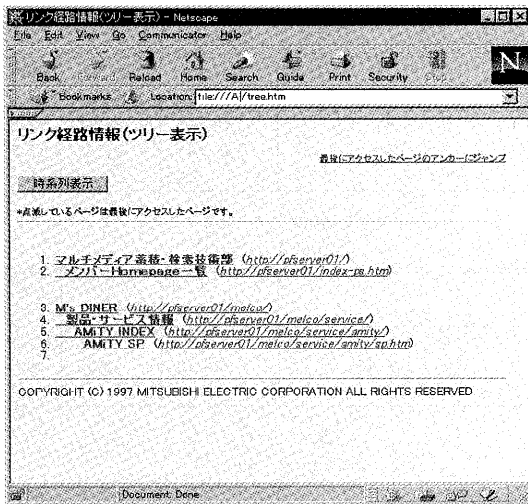 リンク経路情報(ツリー表示) - Netscape
File Edit View Go Communicator Help
Back Forward Reload Home Search Guide Print Security Stop
Bookmarks Location: file:///A|/tree.htm
リンク経路情報(ツリー表示)
最後にアクセスしたページのアンカーにジャンプ
時系列表示
*点滅しているページは最後にアクセスしたページです。
1. マルチメディア蓄積・検索技術部 (http://pfserver01/)
2. メンバーHomepage一覧 (http://pfserver01/index-ps.htm)
3. M's DINER (http://pfserver01/melco/)
4. 製品・サービス情報 (http://pfserver01/melco/service/)
5. AMiTY INDEX (http://pfserver01/melco/service/amity/)
6. AMiTY SP (http://pfserver01/melco/service/amity/sp.htm)
7.
COPYRIGHT (C) 1997 MITSUBISHI ELECTRIC CORPORATION ALL RIGHTS RESERVED
Document: Done